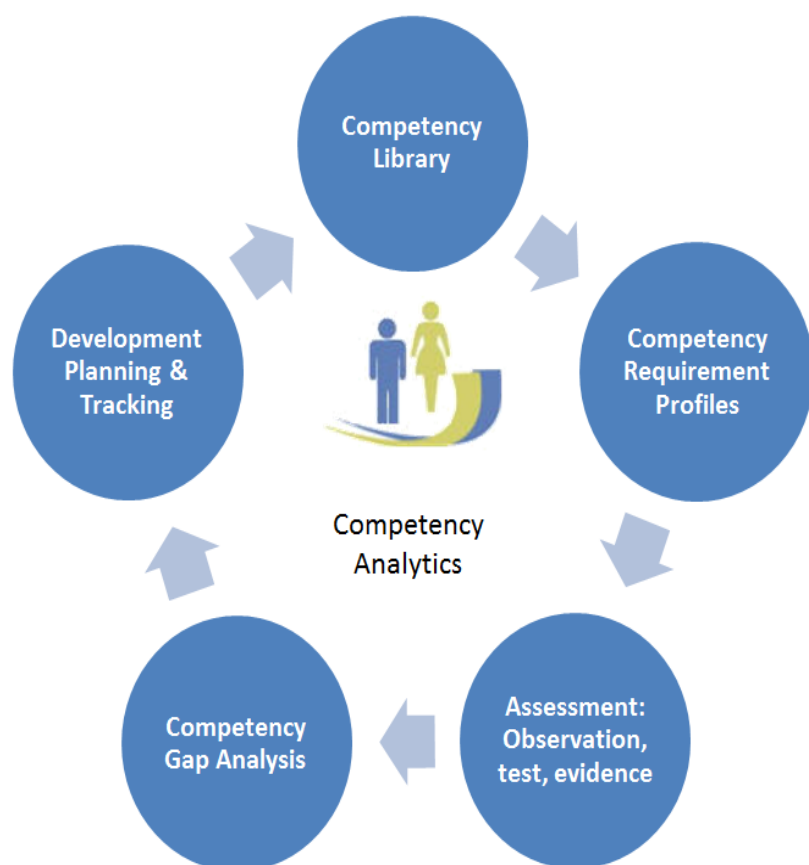 Competency
Library
Competency
Requirement
Profiles
Assessment:
Observation,
test, evidence
Competency
Gap Analysis
Development
Planning &
Tracking
Competency
Analytics